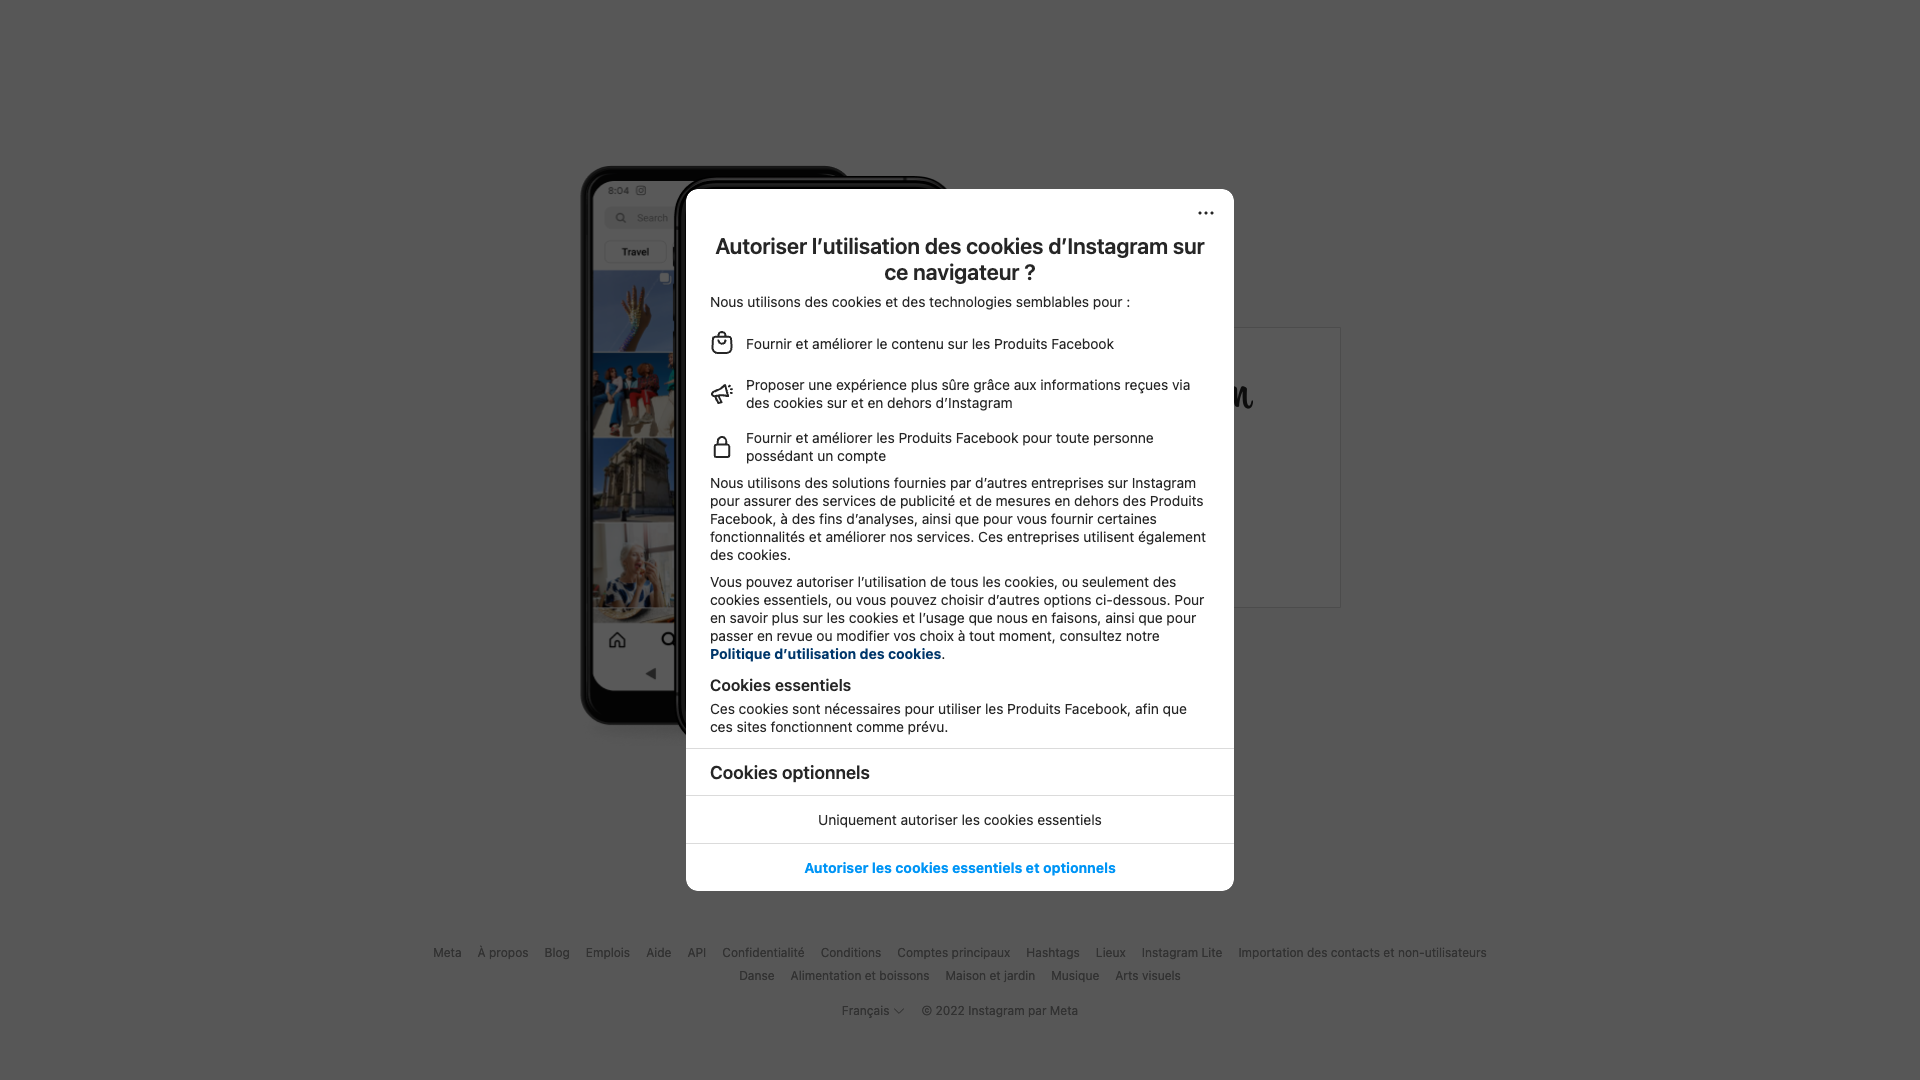 8:04
Search
Travel
Autoriser l’utilisation des cookies d’Instagram sur
ce navigateur ?
Nous utilisons des cookies et des technologies semblables pour :
Fournir et améliorer le contenu sur les Produits Facebook
Proposer une expérience plus sûre grâce aux informations reçues via
des cookies sur et en dehors d’Instagram
Fournir et améliorer les Produits Facebook pour toute personne
possédant un compte
Nous utilisons des solutions fournies par d’autres entreprises sur Instagram
pour assurer des services de publicité et de mesures en dehors des Produits
Facebook, à des fins d’analyses, ainsi que pour vous fournir certaines
fonctionnalités et améliorer nos services. Ces entreprises utilisent également
des cookies.
Vous pouvez autoriser l’utilisation de tous les cookies, ou seulement des
cookies essentiels, ou vous pouvez choisir d’autres options ci-dessous. Pour
en savoir plus sur les cookies et l’usage que nous en faisons, ainsi que pour
passer en revue ou modifier vos choix à tout moment, consultez notre
Politique d’utilisation des cookies.
Cookies essentiels
Ces cookies sont nécessaires pour utiliser les Produits Facebook, afin que
ces sites fonctionnent comme prévu.
Cookies optionnels
Uniquement autoriser les cookies essentiels
Autoriser les cookies essentiels et optionnels
Meta À propos Blog Emplois Aide API Confidentialité Conditions Comptes principaux Hashtags Lieux Instagram Lite Importation des contacts et non-utilisateurs
Danse Alimentation et boissons Maison et jardin Musique Arts visuels
Français © 2022 Instagram par Meta